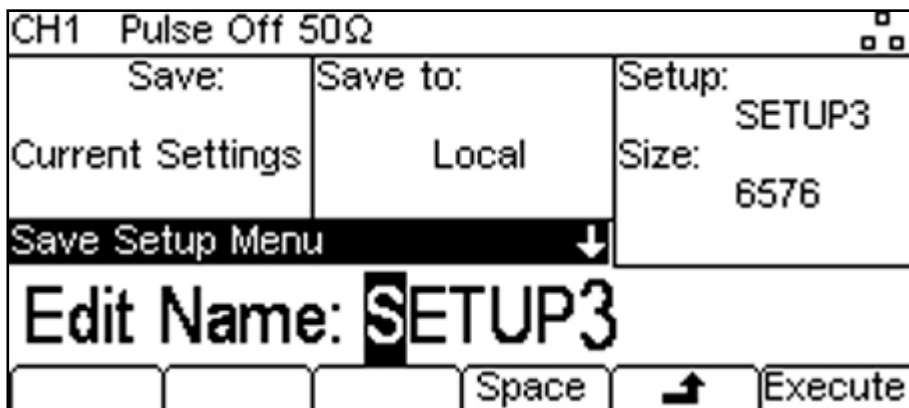 CH1 Pulse Off 50Ω
Save:
Current Settings
Save to:
Local
Setup:
SETUP3
Size:
6576
Save Setup Menu
Edit Name: SETUP3
Space
Execute